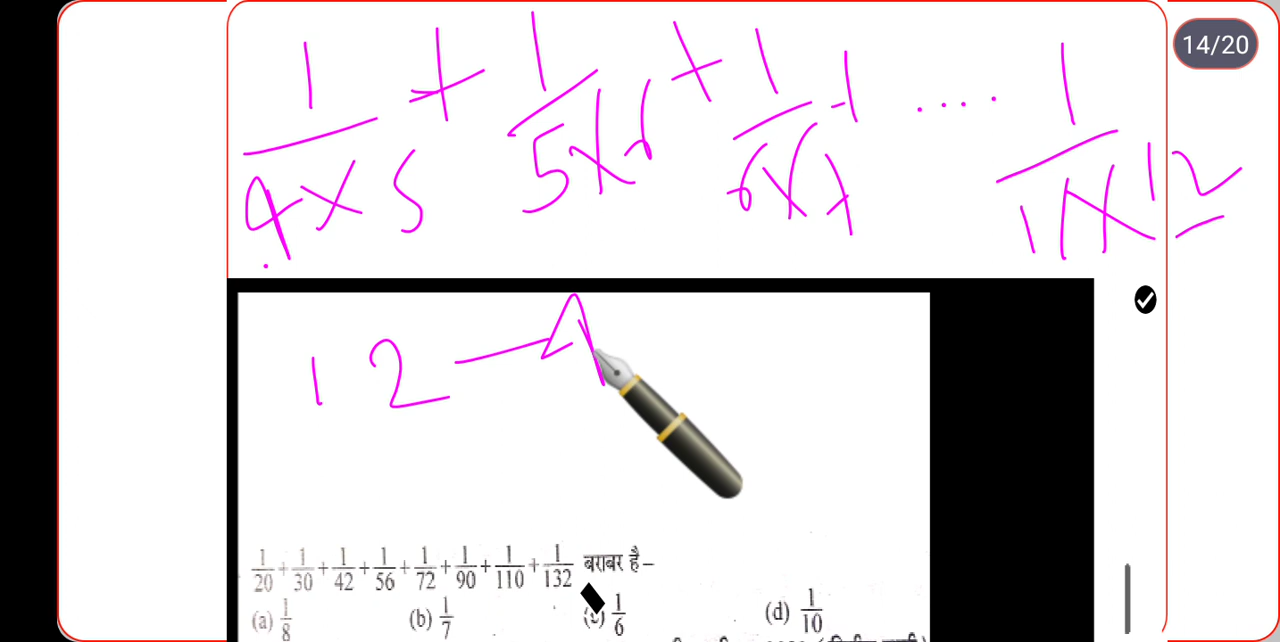 14/20
1/4×5 + 1/5×6 + 1/6×7 .... 1/11×12
12 — 4
1/20 + 1/30 + 1/42 + 1/56 + 1/72 + 1/90 + 1/110 + 1/132 बराबर है–
(a) 1/8 (b) 1/7 (c) 1/6 (d) 1/10